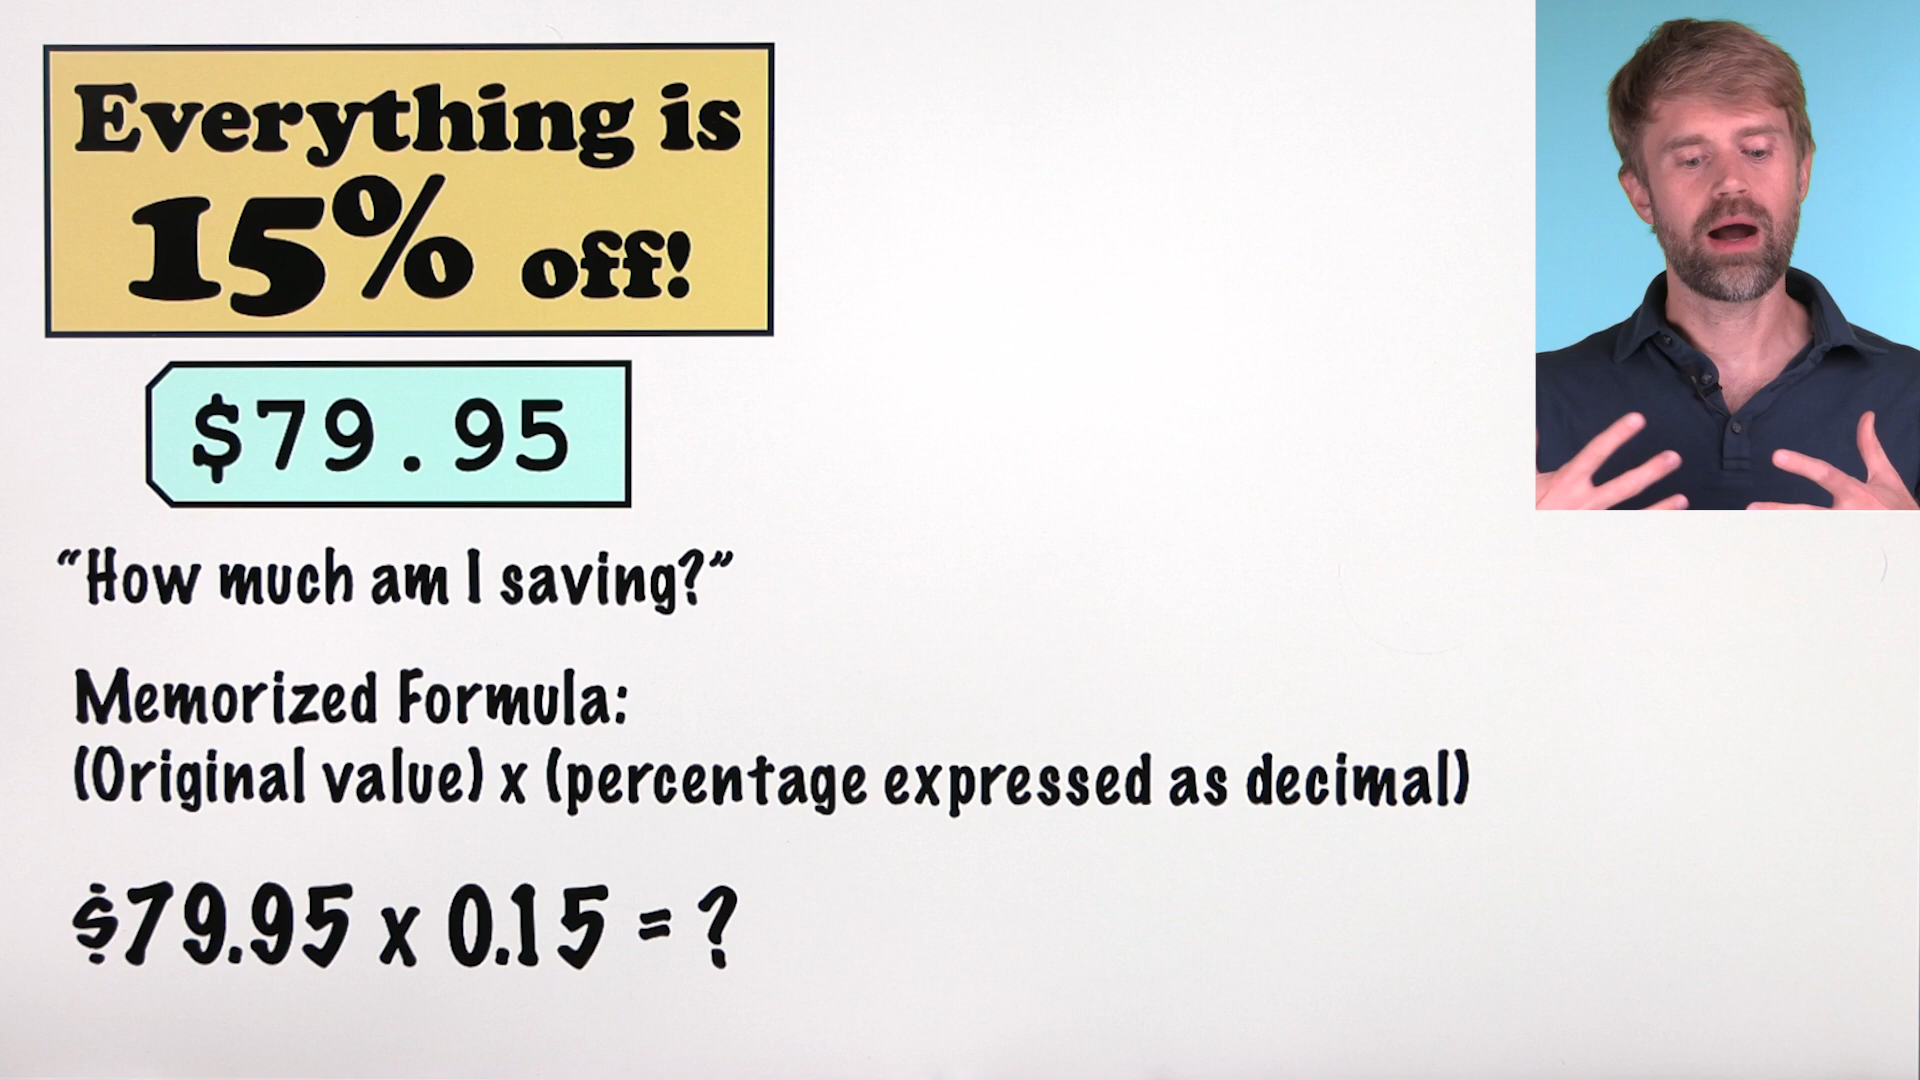 Everything is
15% off!
$79.95
“How much am I saving?”
Memorized Formula:
(Original value) x (percentage expressed as decimal)
$79.95 x 0.15 = ?